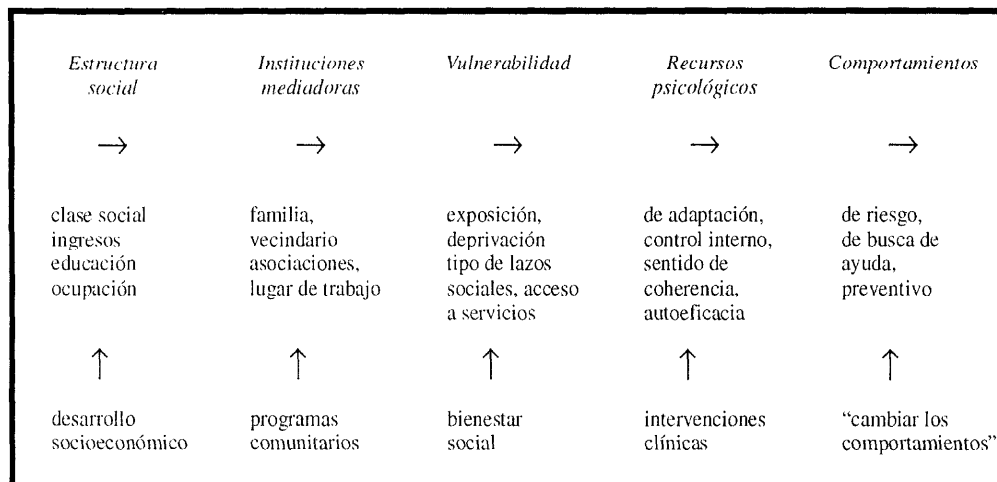 Estructura social
Instituciones mediadoras
Vulnerabilidad
Recursos psicológicos
Comportamientos
→ → → → →
clase social
ingresos
educación
ocupación
familia,
vecindario
asociaciones,
lugar de trabajo
exposición,
deprivación
tipo de lazos
sociales, acceso
a servicios
de adaptación,
control interno,
sentido de
coherencia,
autoeficacia
de riesgo,
de busca de
ayuda,
preventivo
↑ ↑ ↑ ↑ ↑
desarrollo
socioeconómico
programas
comunitarios
bienestar
social
intervenciones
clínicas
“cambiar los
comportamientos”